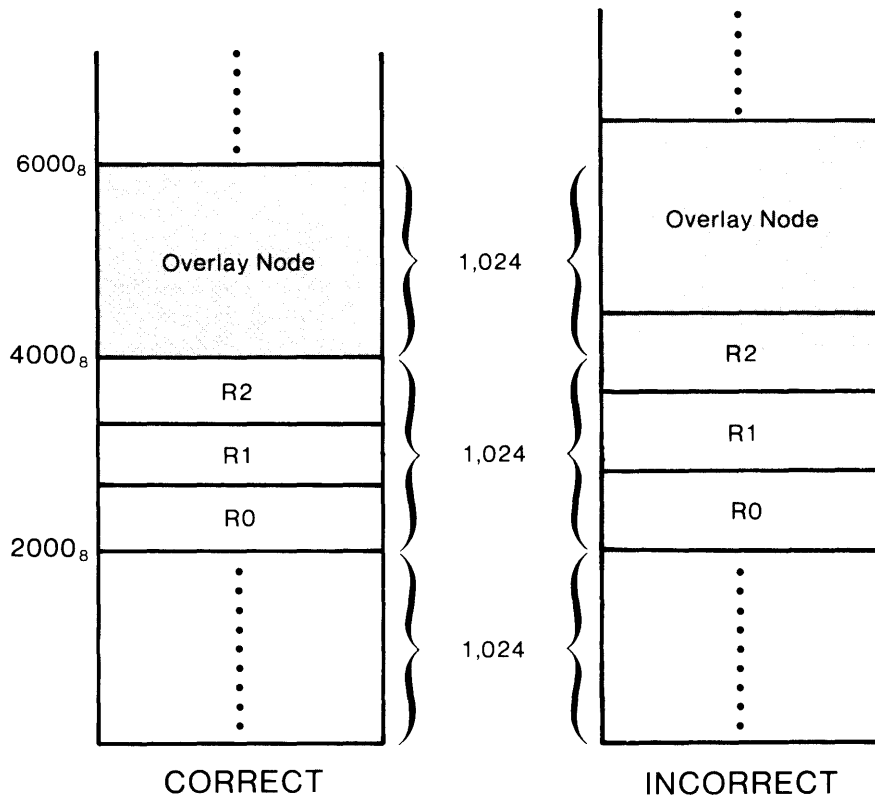 6000₈
Overlay Node
4000₈
R2
R1
R0
2000₈
CORRECT
1,024
1,024
1,024
Overlay Node
R2
R1
R0
INCORRECT